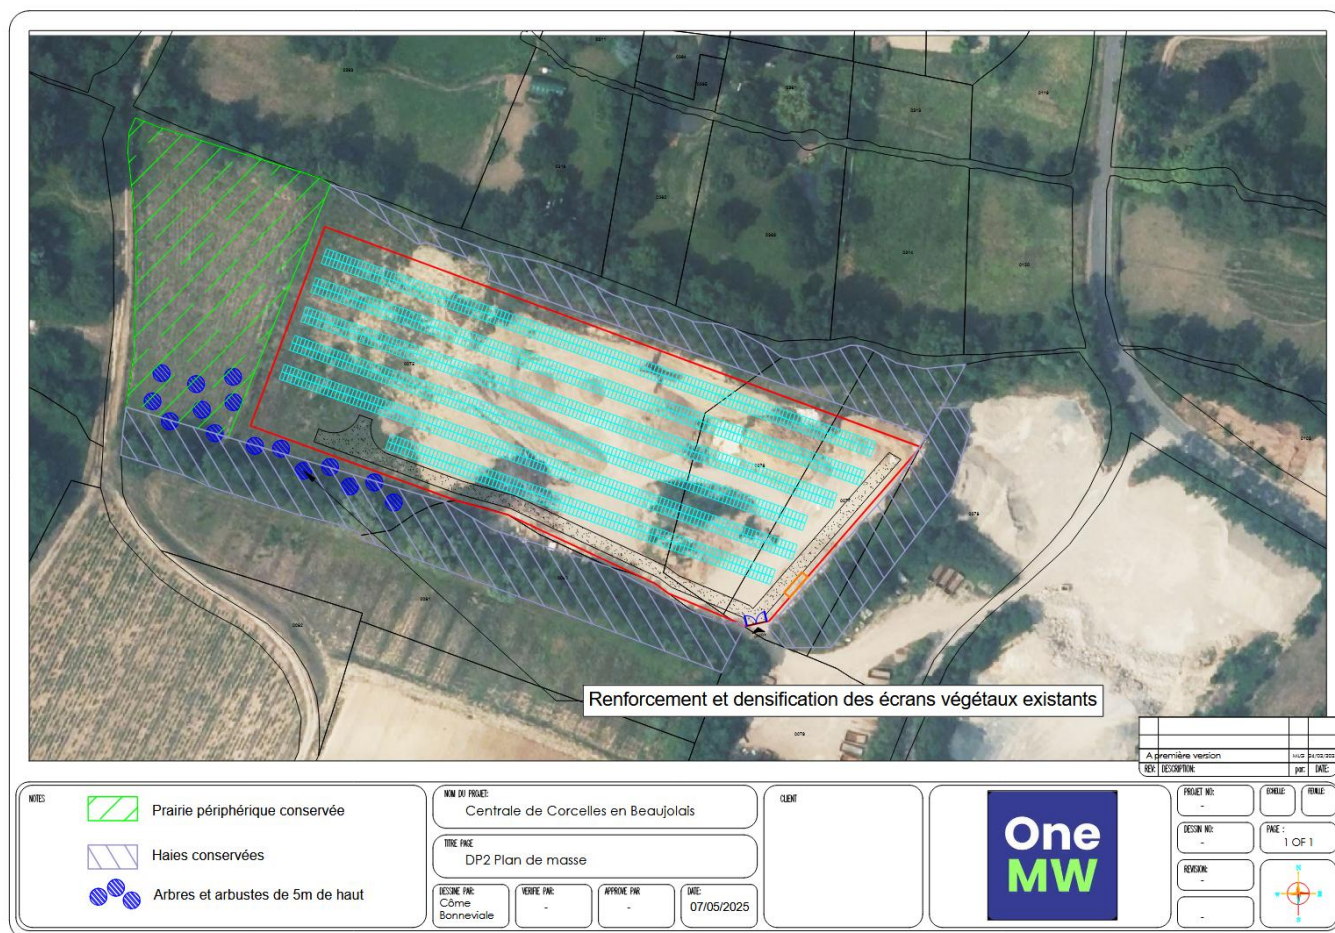 Renforcement et densification des écrans végétaux existants
A première version
REV: DESCRIPTION: par: DATE:
NOTES
Prairie périphérique conservée
Haies conservées
Arbres et arbustes de 5m de haut
NOM DU PROJET:
Centrale de Corcelles en Beaujolais
TITRE PAGE
DP2 Plan de masse
DESSINE PAR:
Côme
Bonneviale
VERIFIE PAR:
-
APPROVE PAR
-
DATE:
07/05/2025
CLIENT
One
MW
PROJET NO:
-
ECHELLE:
FEUILLE:
DESSIN NO:
-
PAGE :
1 OF 1
REVISION:
-
-